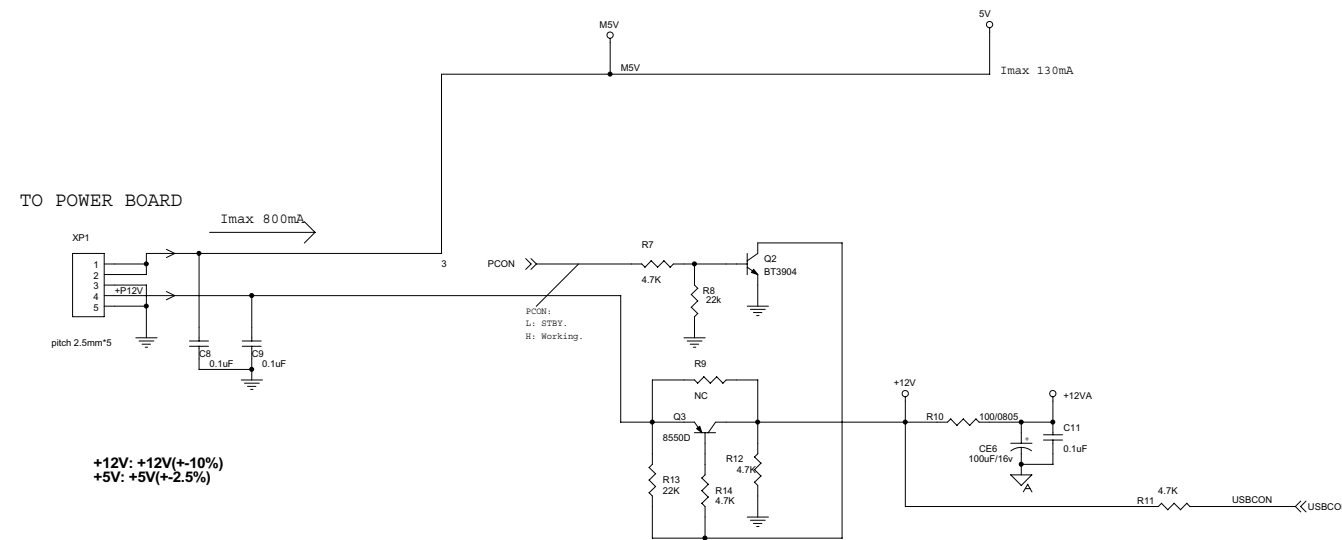 M5V
5V
M5V
Imax 130mA
TO POWER BOARD
Imax 800mA
XP1
1
2
3
4
5
+P12V
pitch 2.5mm*5
3
C8
0.1uF
C9
0.1uF
PCON
PCON:
L: STBY.
H: Working.
R7
4.7K
R8
22k
Q2
BT3904
R9
NC
Q3
8550D
R13
22K
R14
4.7K
R12
4.7K
+12V
R10
100/0805
+12VA
CE6
100uF/16v
+
C11
0.1uF
A
R11
4.7K
USBCON
USBCO
+12V: +12V(+-10%)
+5V: +5V(+-2.5%)